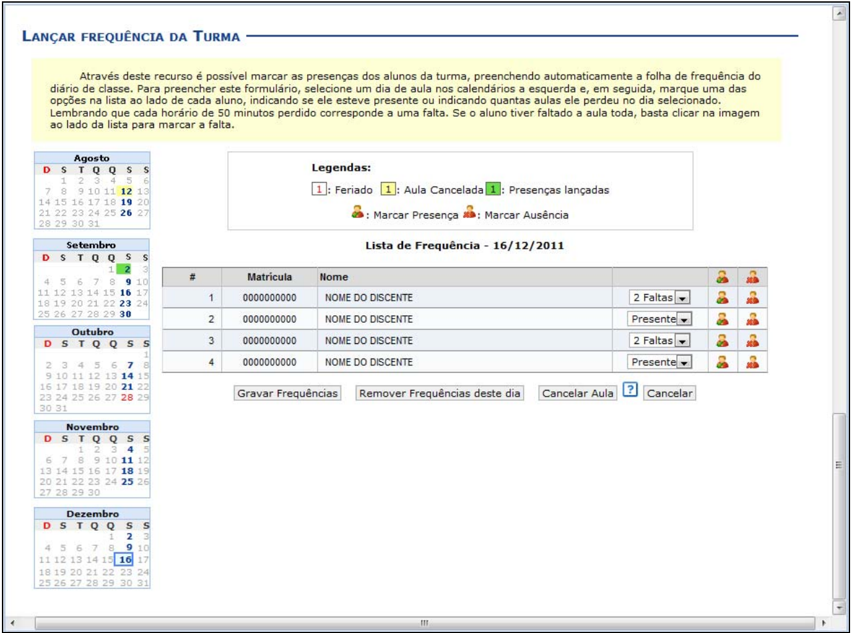 LANÇAR FREQUÊNCIA DA TURMA
Através deste recurso é possível marcar as presenças dos alunos da turma, preenchendo automaticamente a folha de frequência do
diário de classe. Para preencher este formulário, selecione um dia de aula nos calendários a esquerda e, em seguida, marque uma das
opções na lista ao lado de cada aluno, indicando se ele esteve presente ou indicando quantas aulas ele perdeu no dia selecionado.
Lembrando que cada horário de 50 minutos perdido corresponde a uma falta. Se o aluno tiver faltado a aula toda, basta clicar na imagem
ao lado da lista para marcar a falta.
Agosto
D S T Q Q S S
1 2 3 4 5 6
7 8 9 10 11 12 13
14 15 16 17 18 19 20
21 22 23 24 25 26 27
28 29 30 31
Setembro
D S T Q Q S S
1 2 3
4 5 6 7 8 9 10
11 12 13 14 15 16 17
18 19 20 21 22 23 24
25 26 27 28 29 30
Outubro
D S T Q Q S S
1
2 3 4 5 6 7 8
9 10 11 12 13 14 15
16 17 18 19 20 21 22
23 24 25 26 27 28 29
30 31
Novembro
D S T Q Q S S
1 2 3 4 5
6 7 8 9 10 11 12
13 14 15 16 17 18 19
20 21 22 23 24 25 26
27 28 29 30
Dezembro
D S T Q Q S S
1 2 3
4 5 6 7 8 9 10
11 12 13 14 15 16 17
18 19 20 21 22 23 24
25 26 27 28 29 30 31
Legendas:
1 : Feriado 1 : Aula Cancelada 1 : Presenças lançadas
: Marcar Presença : Marcar Ausência
Lista de Frequência - 16/12/2011
# Matrícula Nome
1 0000000000 NOME DO DISCENTE 2 Faltas
2 0000000000 NOME DO DISCENTE Presente
3 0000000000 NOME DO DISCENTE 2 Faltas
4 0000000000 NOME DO DISCENTE Presente
Gravar Frequências Remover Frequências deste dia Cancelar Aula ? Cancelar